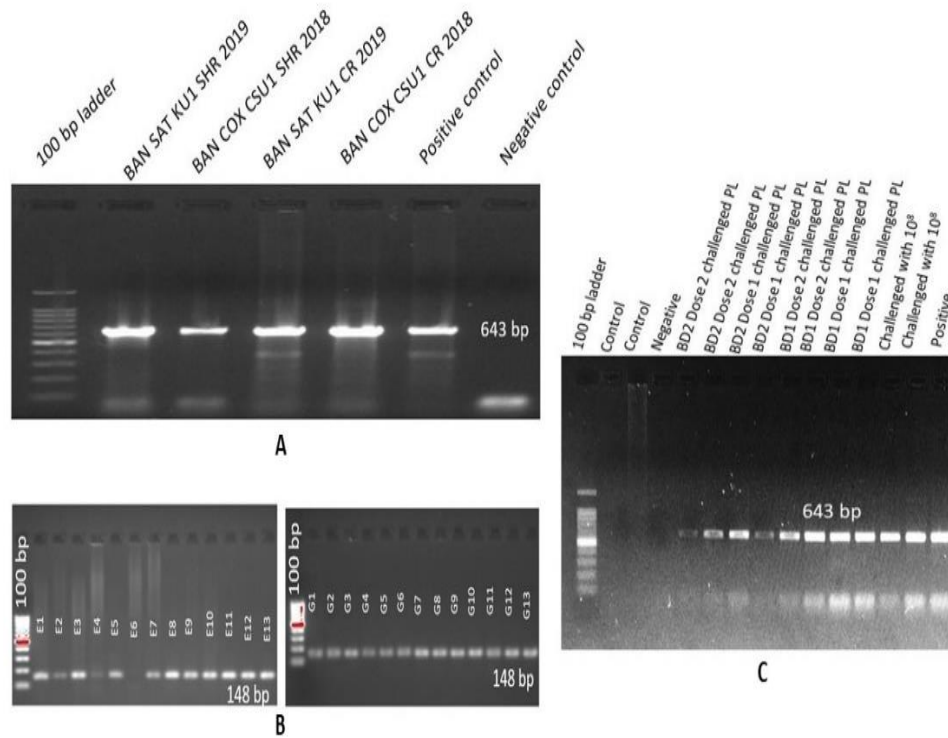 100 bp ladder
BAN SAT KU1 SHR 2019
BAN COX CSU1 SHR 2018
BAN SAT KU1 CR 2019
BAN COX CSU1 CR 2018
Positive control
Negative control
643 bp
A
100 bp
E1
E2
E3
E4
E5
E6
E7
E8
E9
E10
E11
E12
E13
148 bp
100 bp
G1
G2
G3
G4
G5
G6
G7
G8
G9
G10
G11
G12
G13
148 bp
B
100 bp ladder
Control
Control
Negative
BD2 Dose 2 challenged PL
BD2 Dose 2 challenged PL
BD2 Dose 1 challenged PL
BD2 Dose 1 challenged PL
BD1 Dose 2 challenged PL
BD1 Dose 2 challenged PL
BD1 Dose 1 challenged PL
BD1 Dose 1 challenged PL
Challenged with 10⁸
Challenged with 10⁸
Positive
643 bp
C